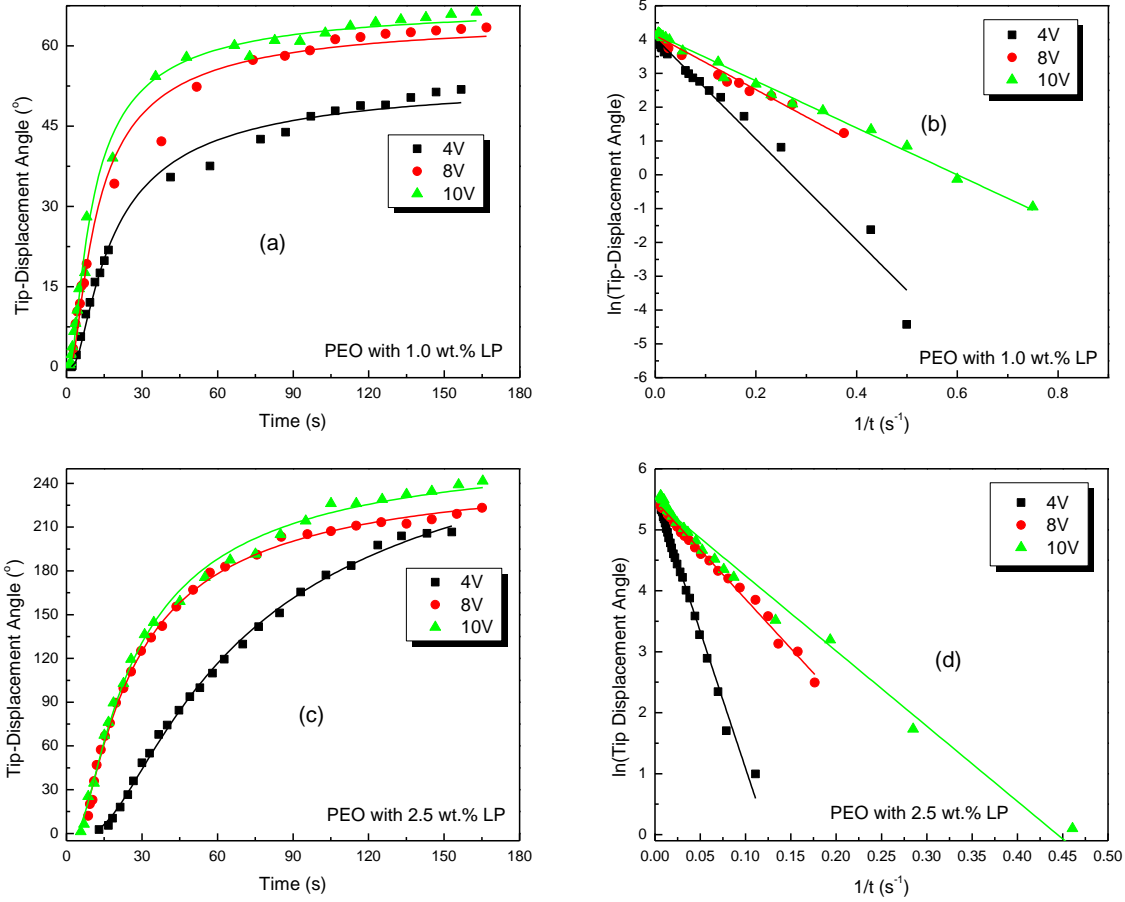 60
45
30
15
0
Tip-Displacement Angle (°)
4V
8V
10V
(a)
PEO with 1.0 wt.% LP
0 30 60 90 120 150 180
Time (s)
5
4
3
2
1
0
-1
-2
-3
-4
-5
-6
ln(Tip-Displacement Angle)
4V
8V
10V
(b)
PEO with 1.0 wt.% LP
0.0 0.2 0.4 0.6 0.8
1/t (s⁻¹)
240
210
180
150
120
90
60
30
0
Tip-Displacement Angle (°)
4V
8V
10V
(c)
PEO with 2.5 wt.% LP
0 30 60 90 120 150 180
Time (s)
6
5
4
3
2
1
0
ln(Tip Displacement Angle)
4V
8V
10V
(d)
PEO with 2.5 wt.% LP
0.00 0.05 0.10 0.15 0.20 0.25 0.30 0.35 0.40 0.45 0.50
1/t (s⁻¹)